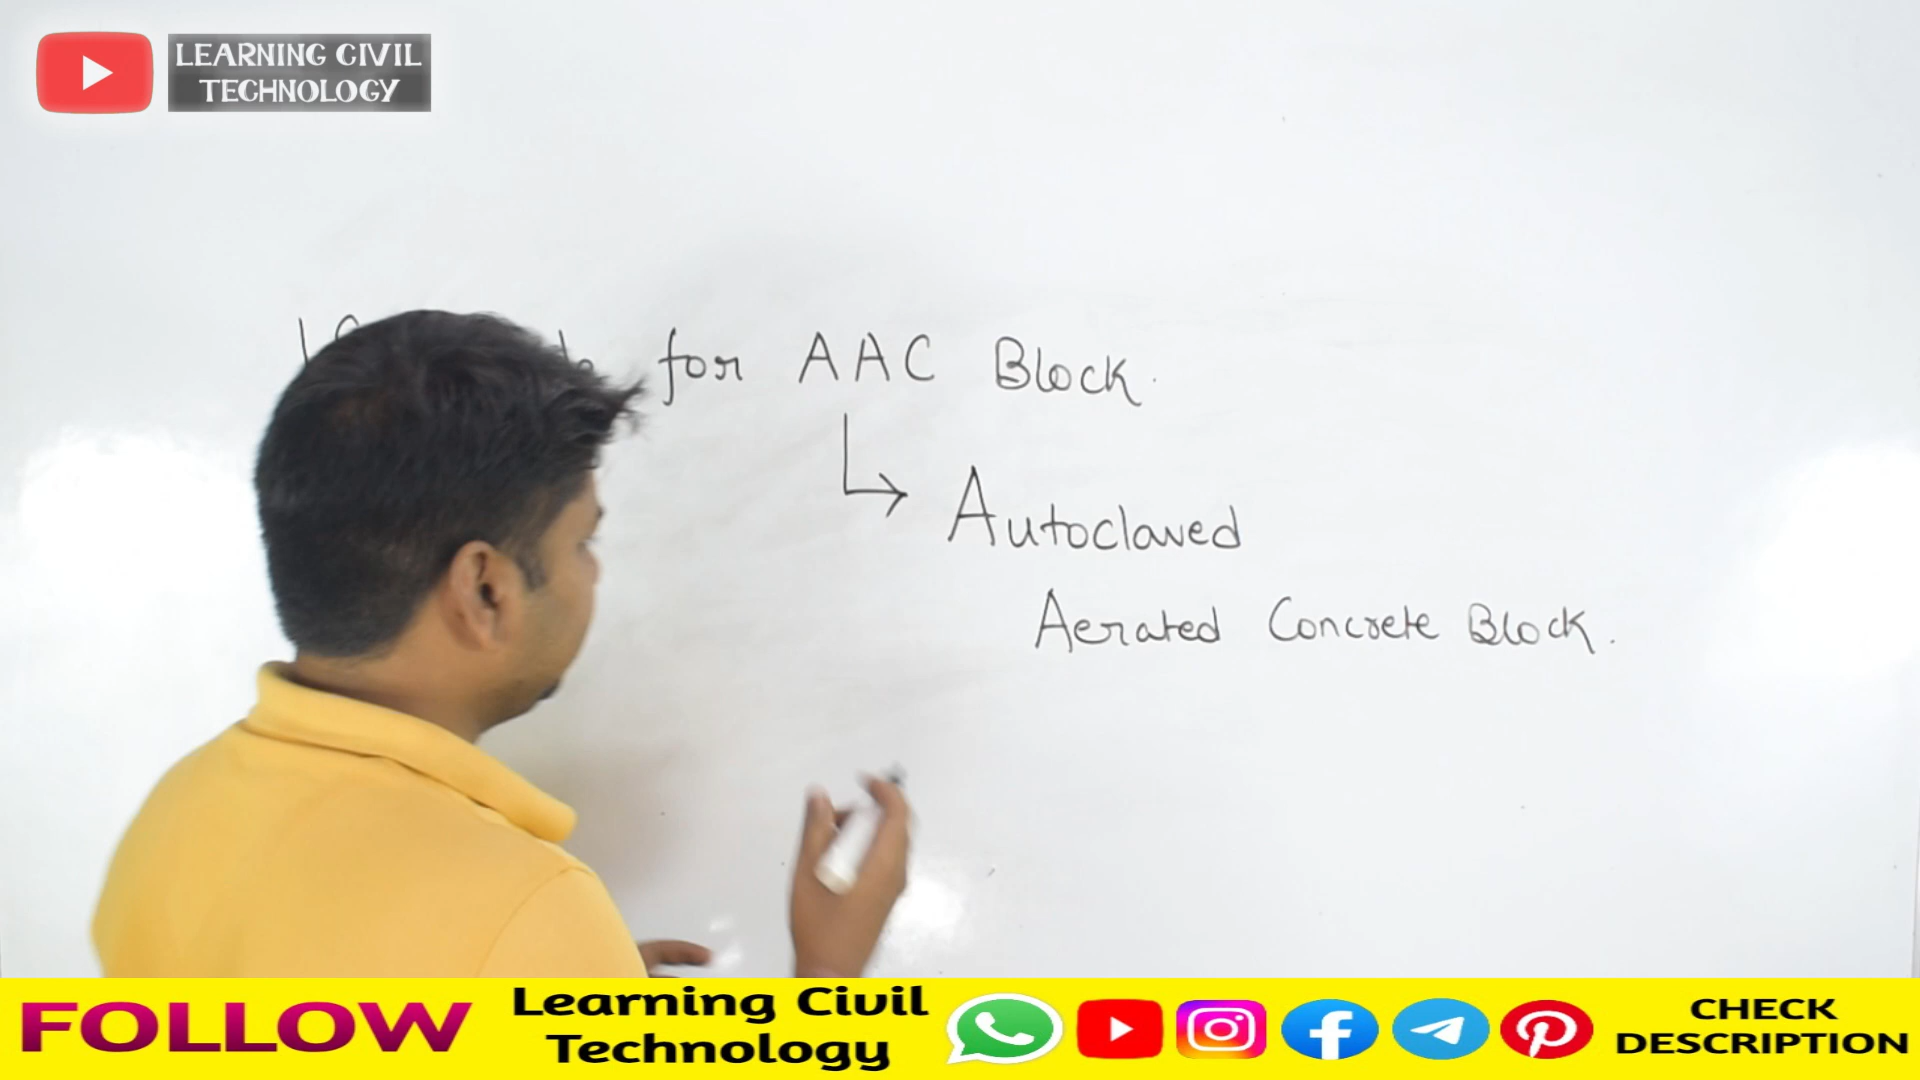 LEARNING CIVIL
TECHNOLOGY
for AAC Block.
Autoclaved
Aerated Concrete Block.
FOLLOW
Learning Civil
Technology
CHECK
DESCRIPTION